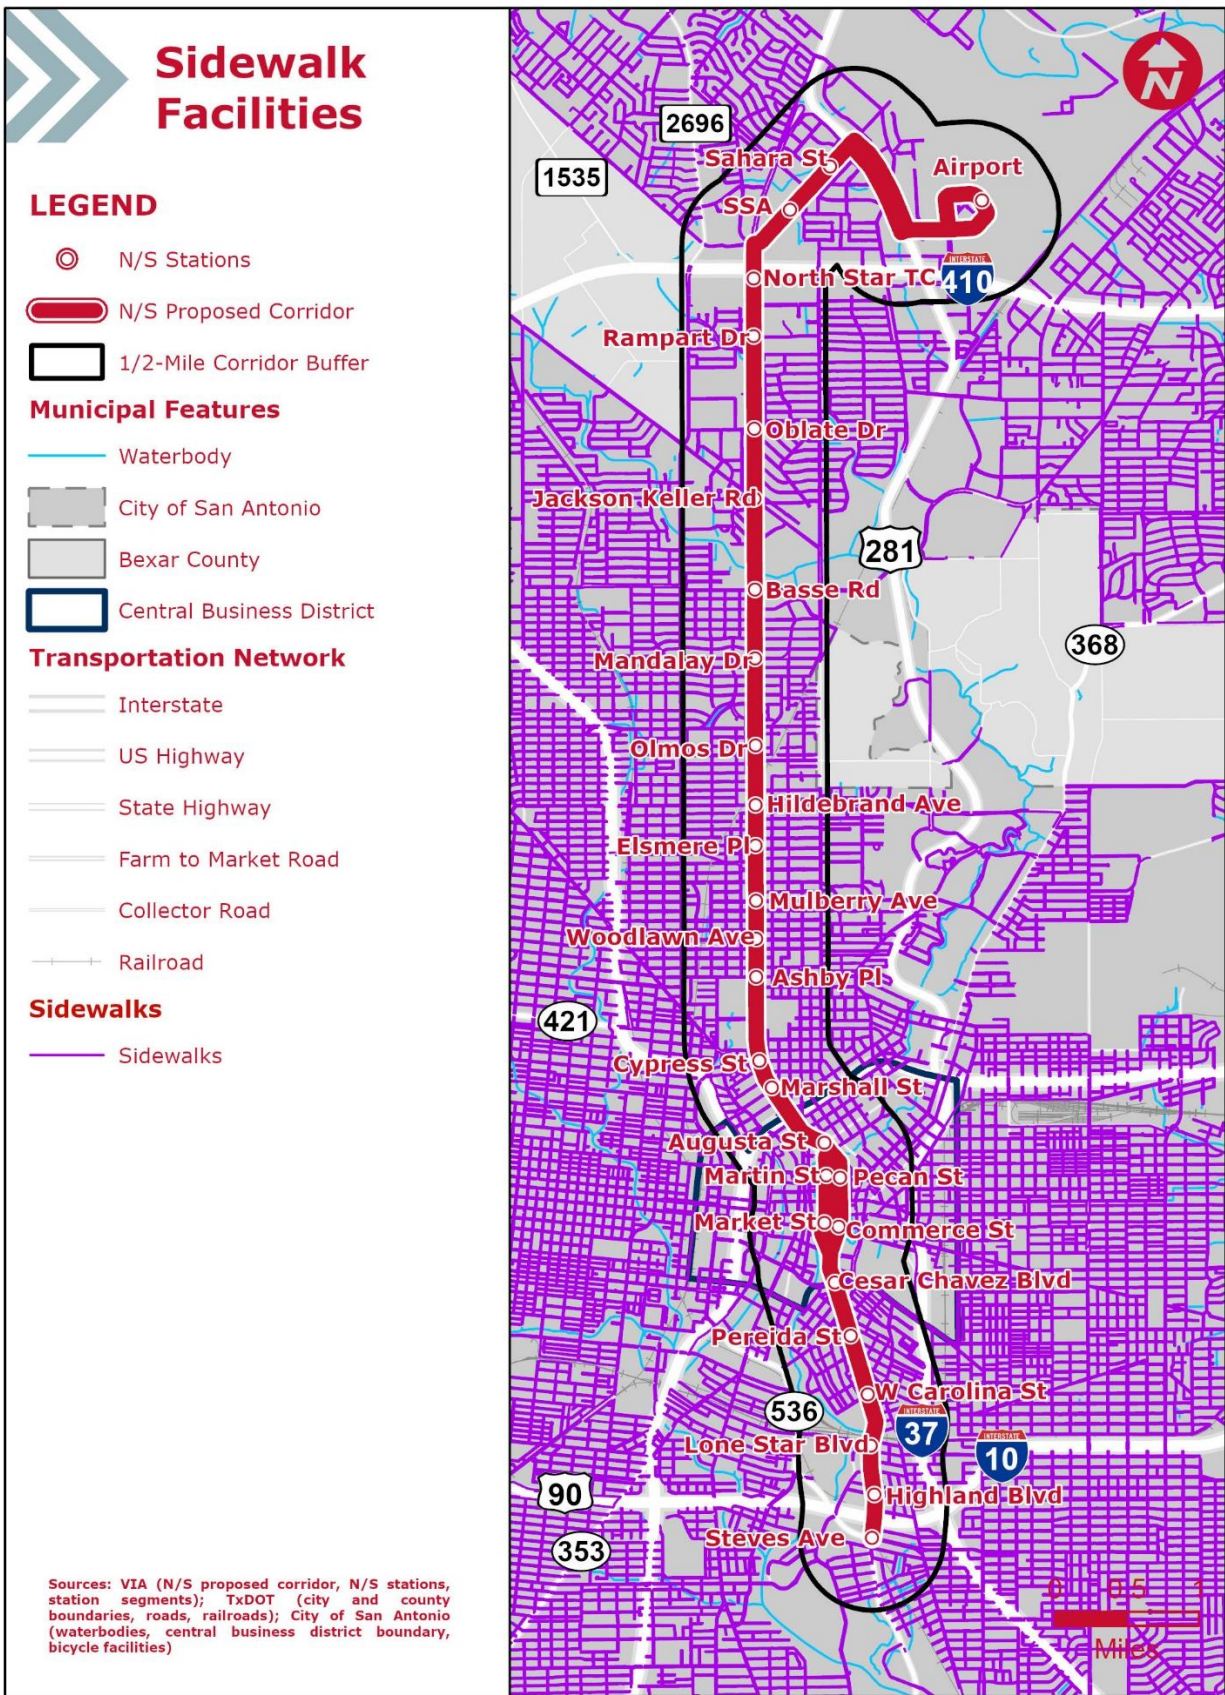 Sidewalk
Facilities
LEGEND
N/S Stations
N/S Proposed Corridor
1/2-Mile Corridor Buffer
Municipal Features
Waterbody
City of San Antonio
Bexar County
Central Business District
Transportation Network
Interstate
US Highway
State Highway
Farm to Market Road
Collector Road
Railroad
Sidewalks
Sidewalks
Sources: VIA (N/S proposed corridor, N/S stations,
station segments); TxDOT (city and county
boundaries, roads, railroads); City of San Antonio
(waterbodies, central business district boundary,
bicycle facilities)
N
2696
1535
Sahara St
Airport
SSA
North Star TC
INTERSTATE
410
Rampart Dr
Oblate Dr
Jackson Keller Rd
281
Basse Rd
368
Mandalay Dr
Olmos Dr
Hildebrand Ave
Elsmere Pl
Mulberry Ave
Woodlawn Ave
Ashby Pl
421
Cypress St
Marshall St
Augusta St
Martin St
Pecan St
Market St
Commerce St
Cesar Chavez Blvd
Pereida St
W Carolina St
536
INTERSTATE
37
Lone Star Blvd
INTERSTATE
10
90
Highland Blvd
Steves Ave
353
0 0.5 1
Miles